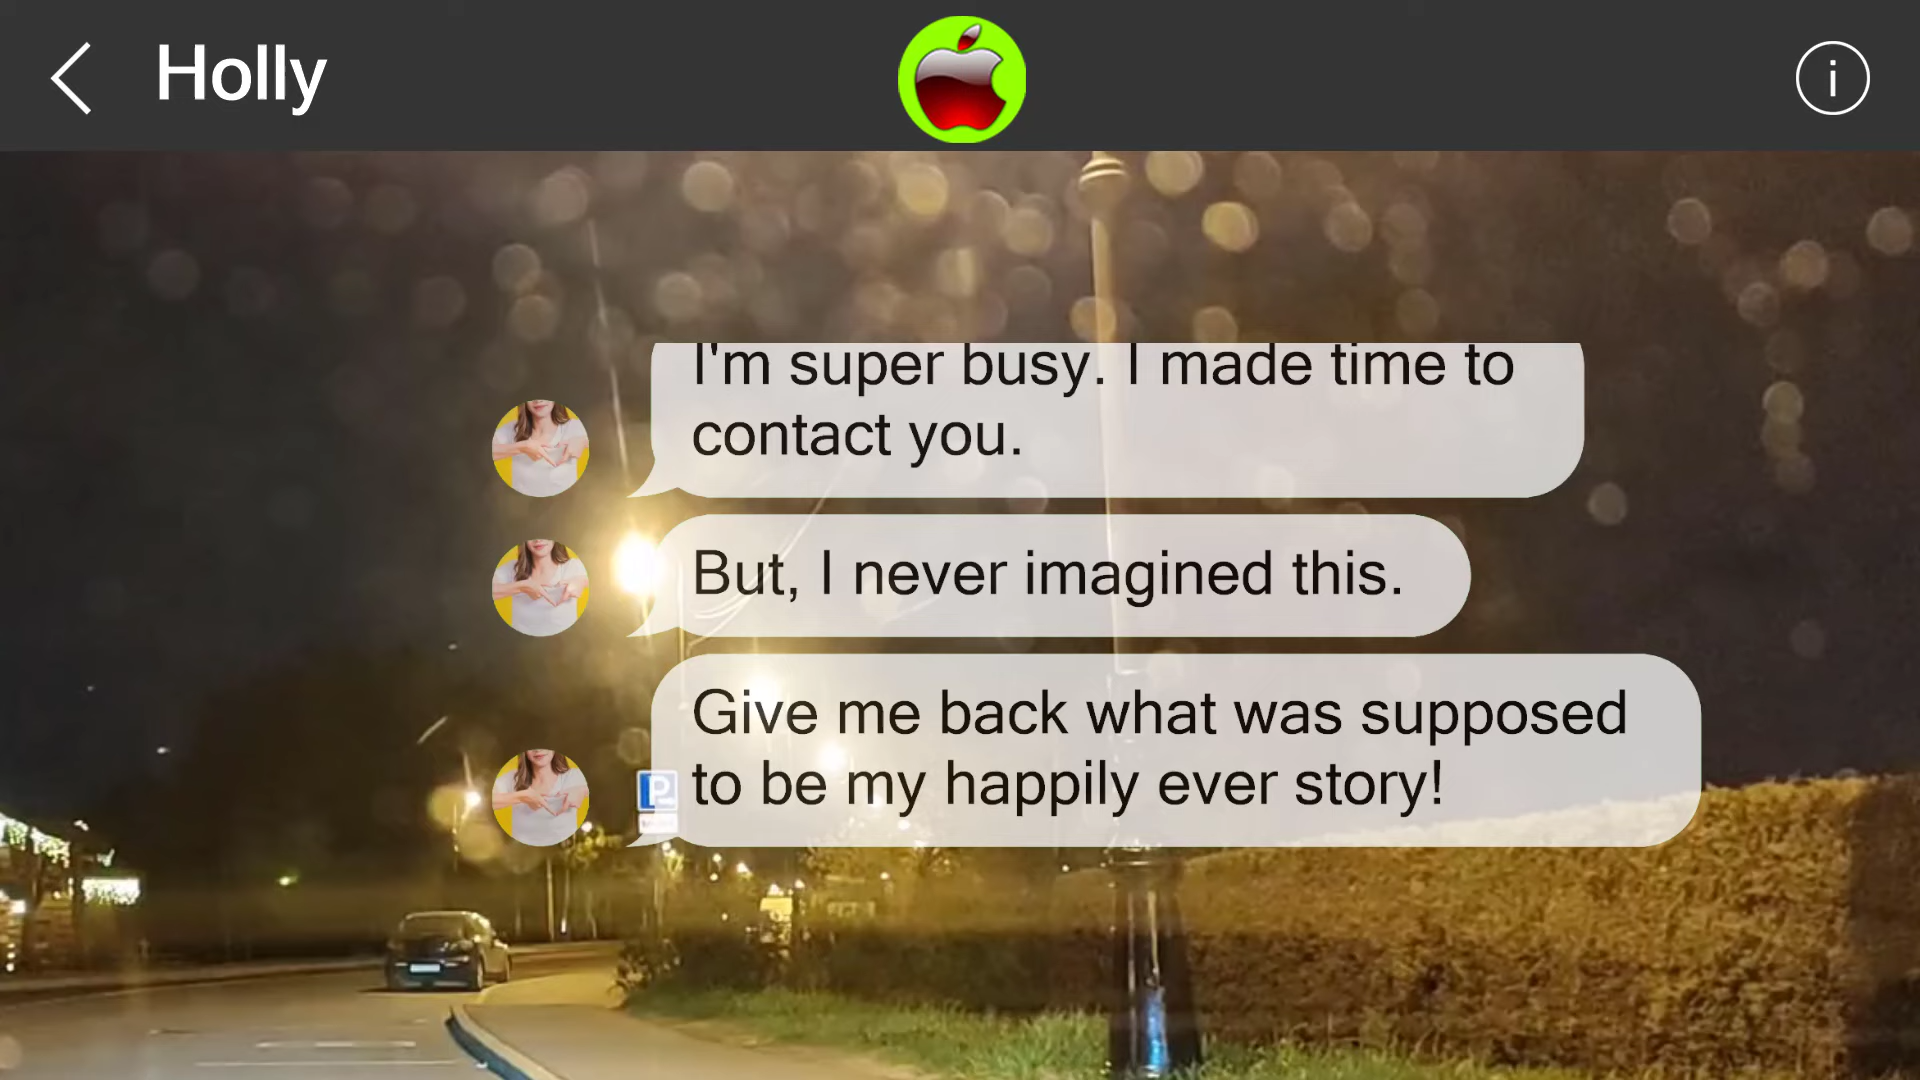 Holly
i
I'm super busy. I made time to
contact you.
But, I never imagined this.
Give me back what was supposed
to be my happily ever story!
P